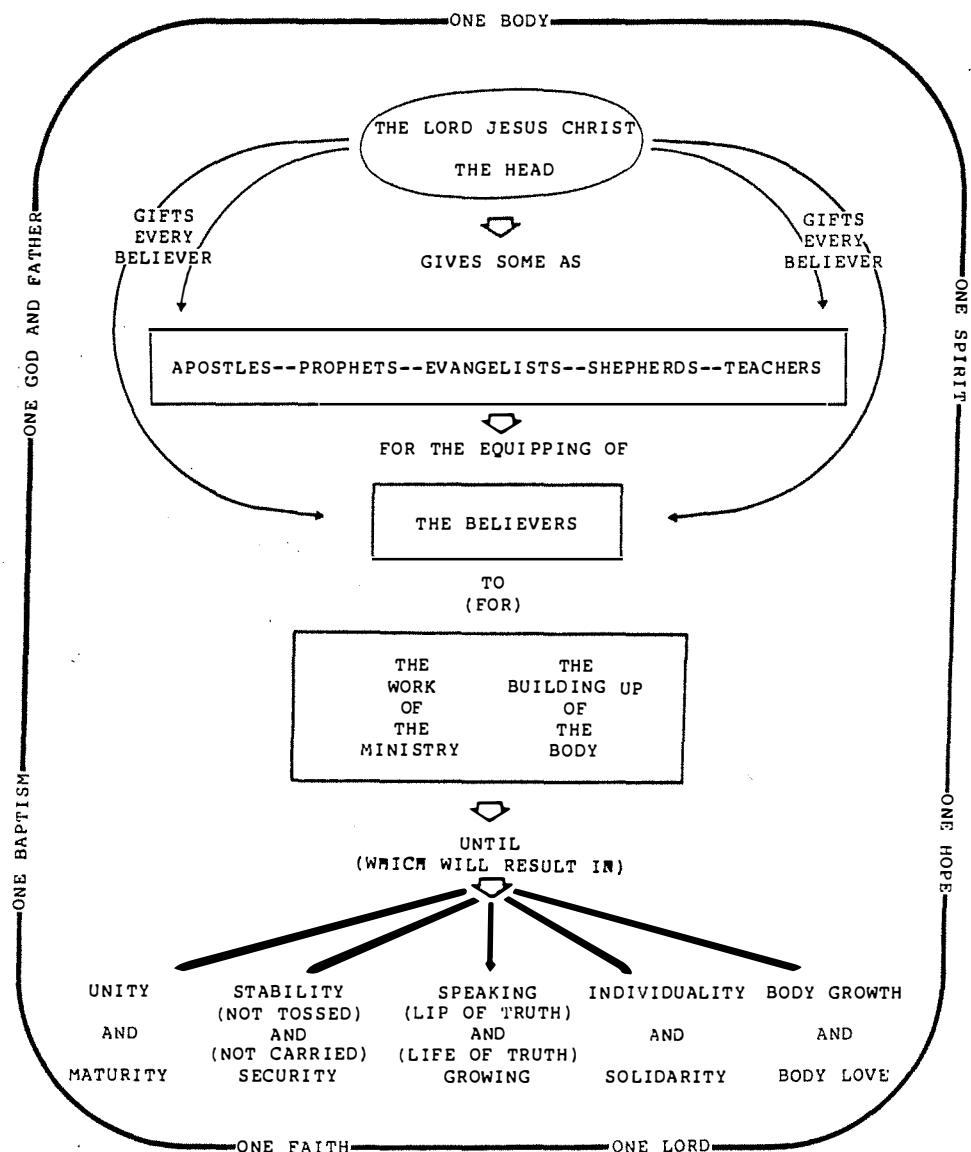 ONE BODY
THE LORD JESUS CHRIST
THE HEAD
GIFTS
EVERY
BELIEVER
GIFTS
EVERY
BELIEVER
GIVES SOME AS
ONE GOD AND FATHER
ONE SPIRIT
APOSTLES--PROPHETS--EVANGELISTS--SHEPHERDS--TEACHERS
FOR THE EQUIPPING OF
THE BELIEVERS
TO
(FOR)
THE
WORK
OF
THE
MINISTRY
THE
BUILDING UP
OF
THE
BODY
ONE BAPTISM
ONE HOPE
UNTIL
(WHICH WILL RESULT IN)
UNITY
AND
MATURITY
STABILITY
(NOT TOSSED)
AND
(NOT CARRIED)
SECURITY
SPEAKING
(LIP OF TRUTH)
AND
(LIFE OF TRUTH)
GROWING
INDIVIDUALITY
AND
SOLIDARITY
BODY GROWTH
AND
BODY LOVE
ONE FAITH
ONE LORD